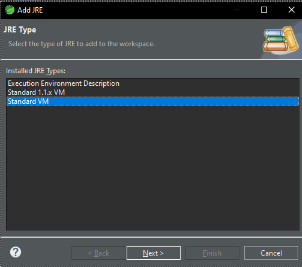 Add JRE
JRE Type
Select the type of JRE to add to the workspace.
Installed JRE Types:
Execution Environment Description
Standard 1.1.x VM
Standard VM
?
< Back
Next >
Finish
Cancel